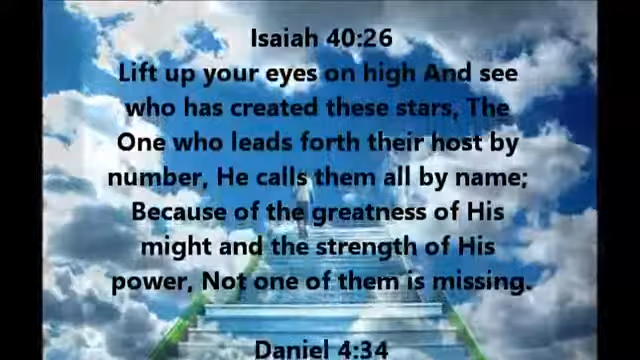 Isaiah 40:26
Lift up your eyes on high And see
who has created these stars, The
One who leads forth their host by
number, He calls them all by name;
Because of the greatness of His
might and the strength of His
power, Not one of them is missing.
Daniel 4:34